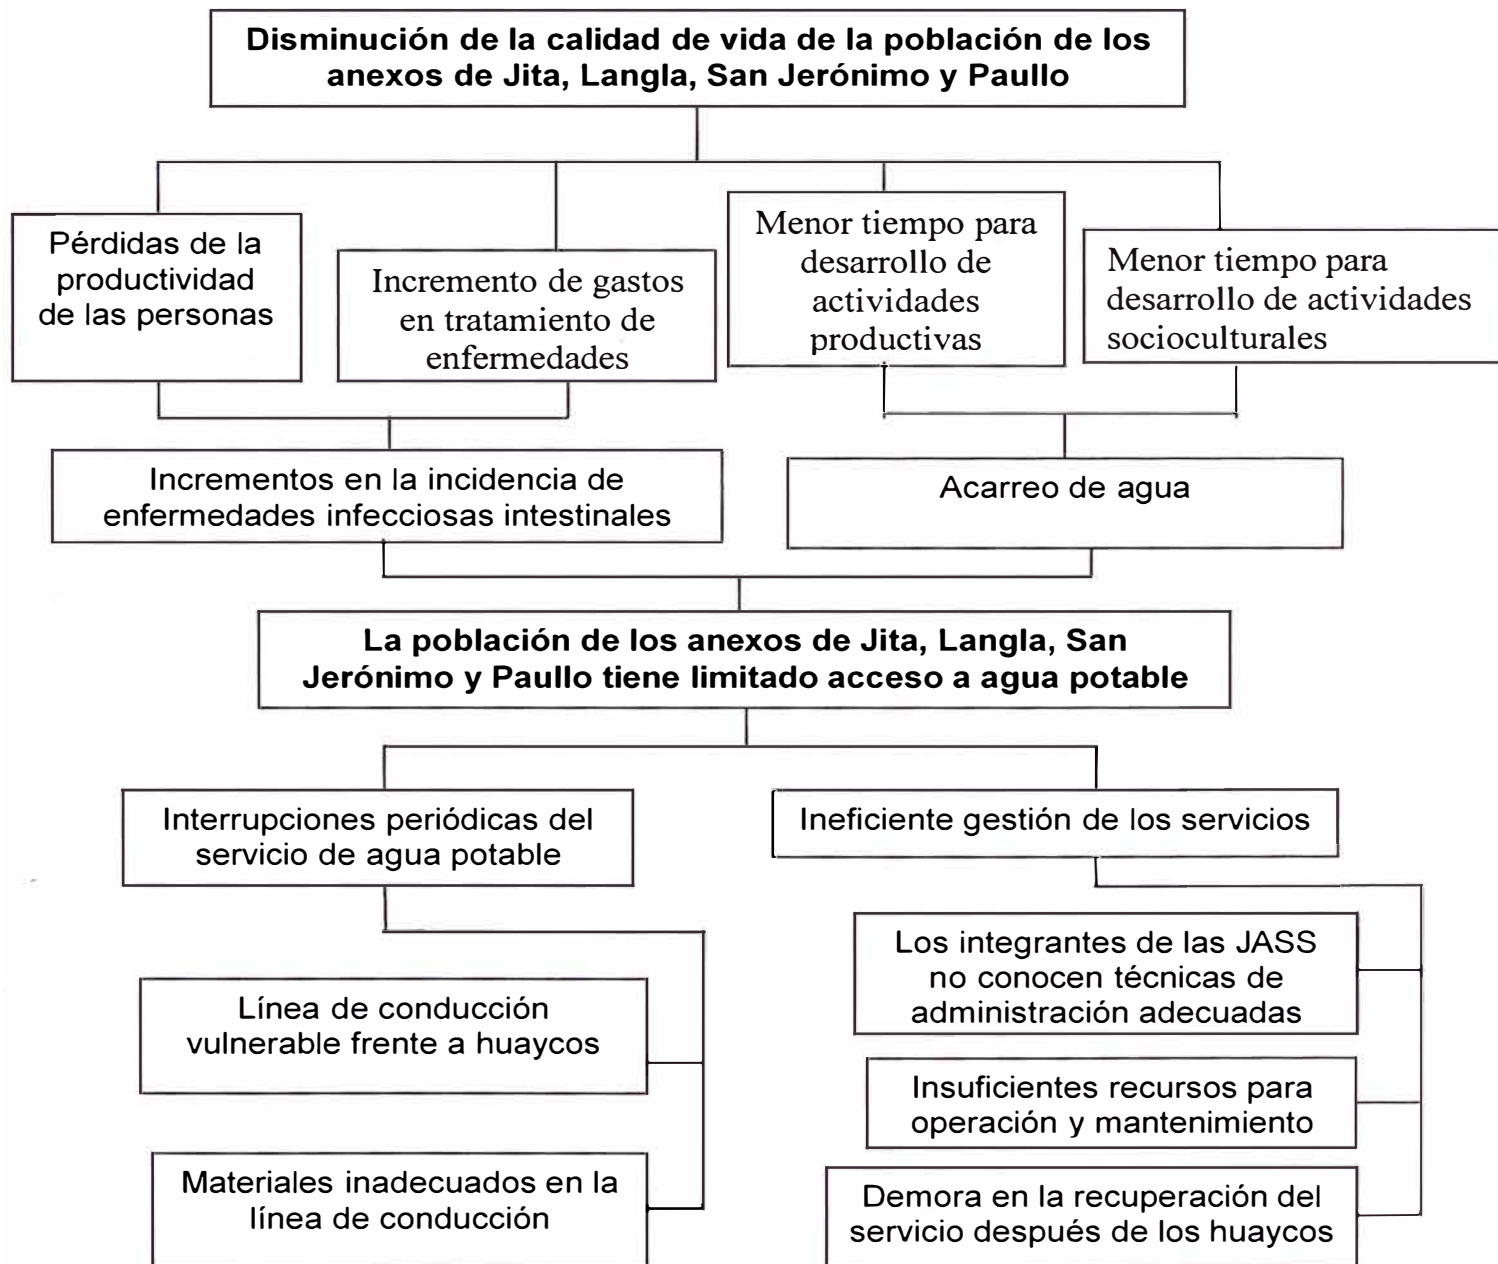 Disminución de la calidad de vida de la población de los
anexos de Jita, Langla, San Jerónimo y Paullo
Pérdidas de la
productividad
de las personas
Incremento de gastos
en tratamiento de
enfermedades
Menor tiempo para
desarrollo de
actividades
productivas
Menor tiempo para
desarrollo de actividades
socioculturales
Incrementos en la incidencia de
enfermedades infecciosas intestinales
Acarreo de agua
La población de los anexos de Jita, Langla, San
Jerónimo y Paullo tiene limitado acceso a agua potable
Interrupciones periódicas del
servicio de agua potable
Línea de conducción
vulnerable frente a huaycos
Materiales inadecuados en la
línea de conducción
Ineficiente gestión de los servicios
Los integrantes de las JASS
no conocen técnicas de
administración adecuadas
Insuficientes recursos para
operación y mantenimiento
Demora en la recuperación del
servicio después de los huaycos